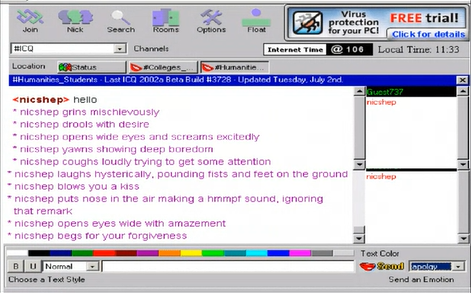 Join Nick Search Rooms Options Float
Virus protection for your PC! FREE trial! Click for details
#ICQ Channels Internet Time @ 106 Local Time: 11:33
Location Status #Colleges_... #Humanitie...
#Humanities_Students - Last ICQ 2002a Beta Build #3728 - Updated Tuesday, July 2nd.
<nicshep> hello
* nicshep grins mischievously
* nicshep drools with desire
* nicshep opens wide eyes and screams excitedly
* nicshep yawns showing deep boredom
* nicshep coughs loudly trying to get some attention
* nicshep laughs hysterically, pounding fists and feet on the ground
* nicshep blows you a kiss
* nicshep puts nose in the air making a hmmpf sound, ignoring
that remark
* nicshep opens eyes wide with amazement
* nicshep begs for your forgiveness
Guest737
nicshep
nicshep
Text Color
B U Normal Send apology
Choose a Text Style Send an Emotion